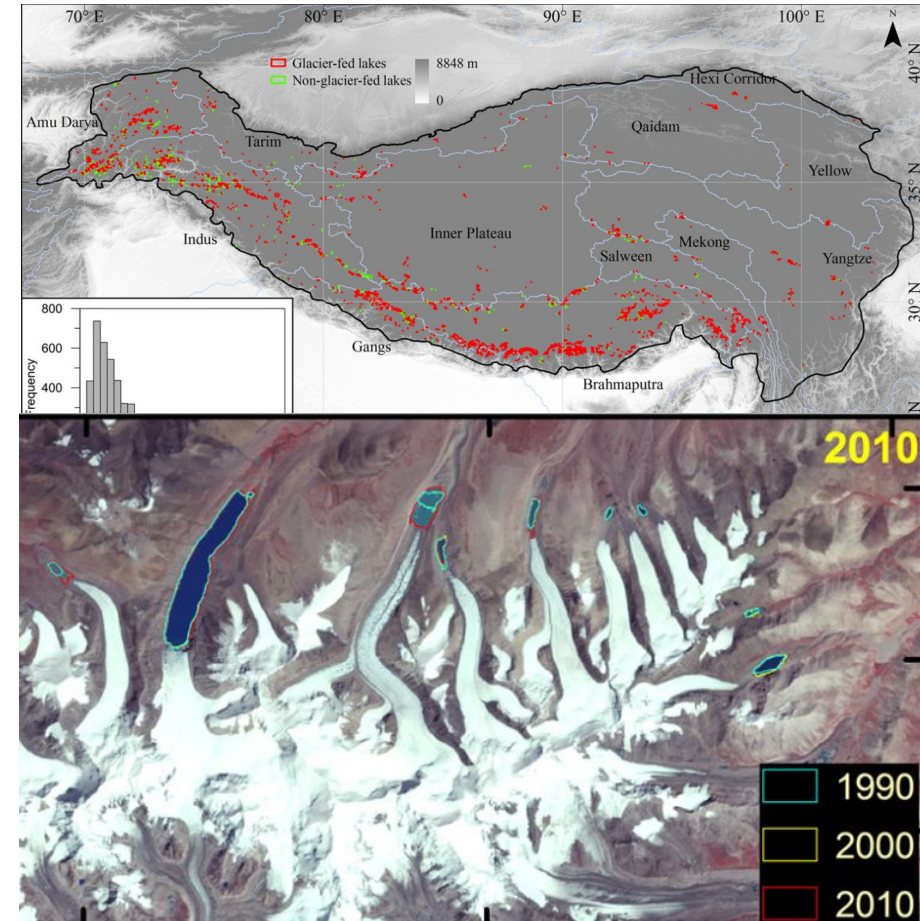 70° E 80° E 90° E 100° E
N
40° N
Glacier-fed lakes
Non-glacier-fed lakes
8848 m
0
Hexi Corridor
Amu Darya
Tarim
Qaidam
Yellow
35° N
Indus
Inner Plateau
Salween
Mekong
Yangtze
30° N
Gangs
Brahmaputra
N
800
600
400
Frequency
2010
1990
2000
2010